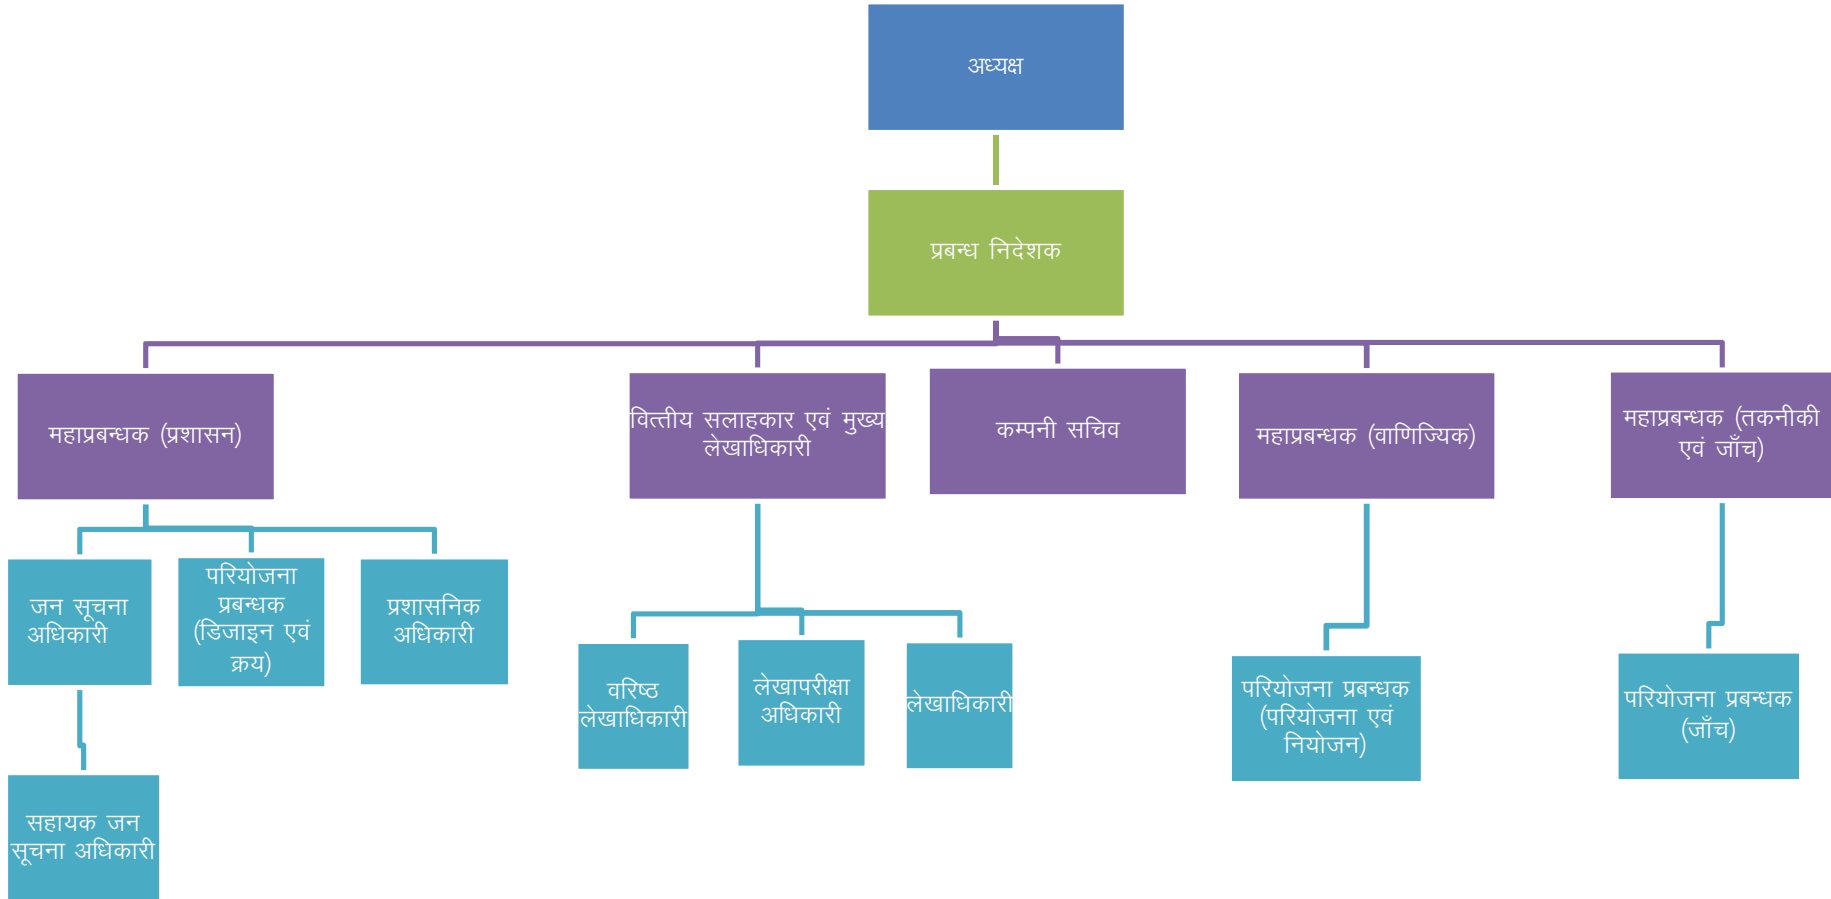 अध्यक्ष
प्रबन्ध निदेशक
महाप्रबन्धक (प्रशासन)
वित्तीय सलाहकार एवं मुख्य
लेखाधिकारी
कम्पनी सचिव
महाप्रबन्धक (वाणिज्यिक)
महाप्रबन्धक (तकनीकी
एवं जाँच)
जन सूचना
अधिकारी
परियोजना
प्रबन्धक
(डिजाइन एवं
क्रय)
प्रशासनिक
अधिकारी
वरिष्ठ
लेखाधिकारी
लेखापरीक्षा
अधिकारी
लेखाधिकारी
परियोजना प्रबन्धक
(परियोजना एवं
नियोजन)
परियोजना प्रबन्धक
(जाँच)
सहायक जन
सूचना अधिकारी